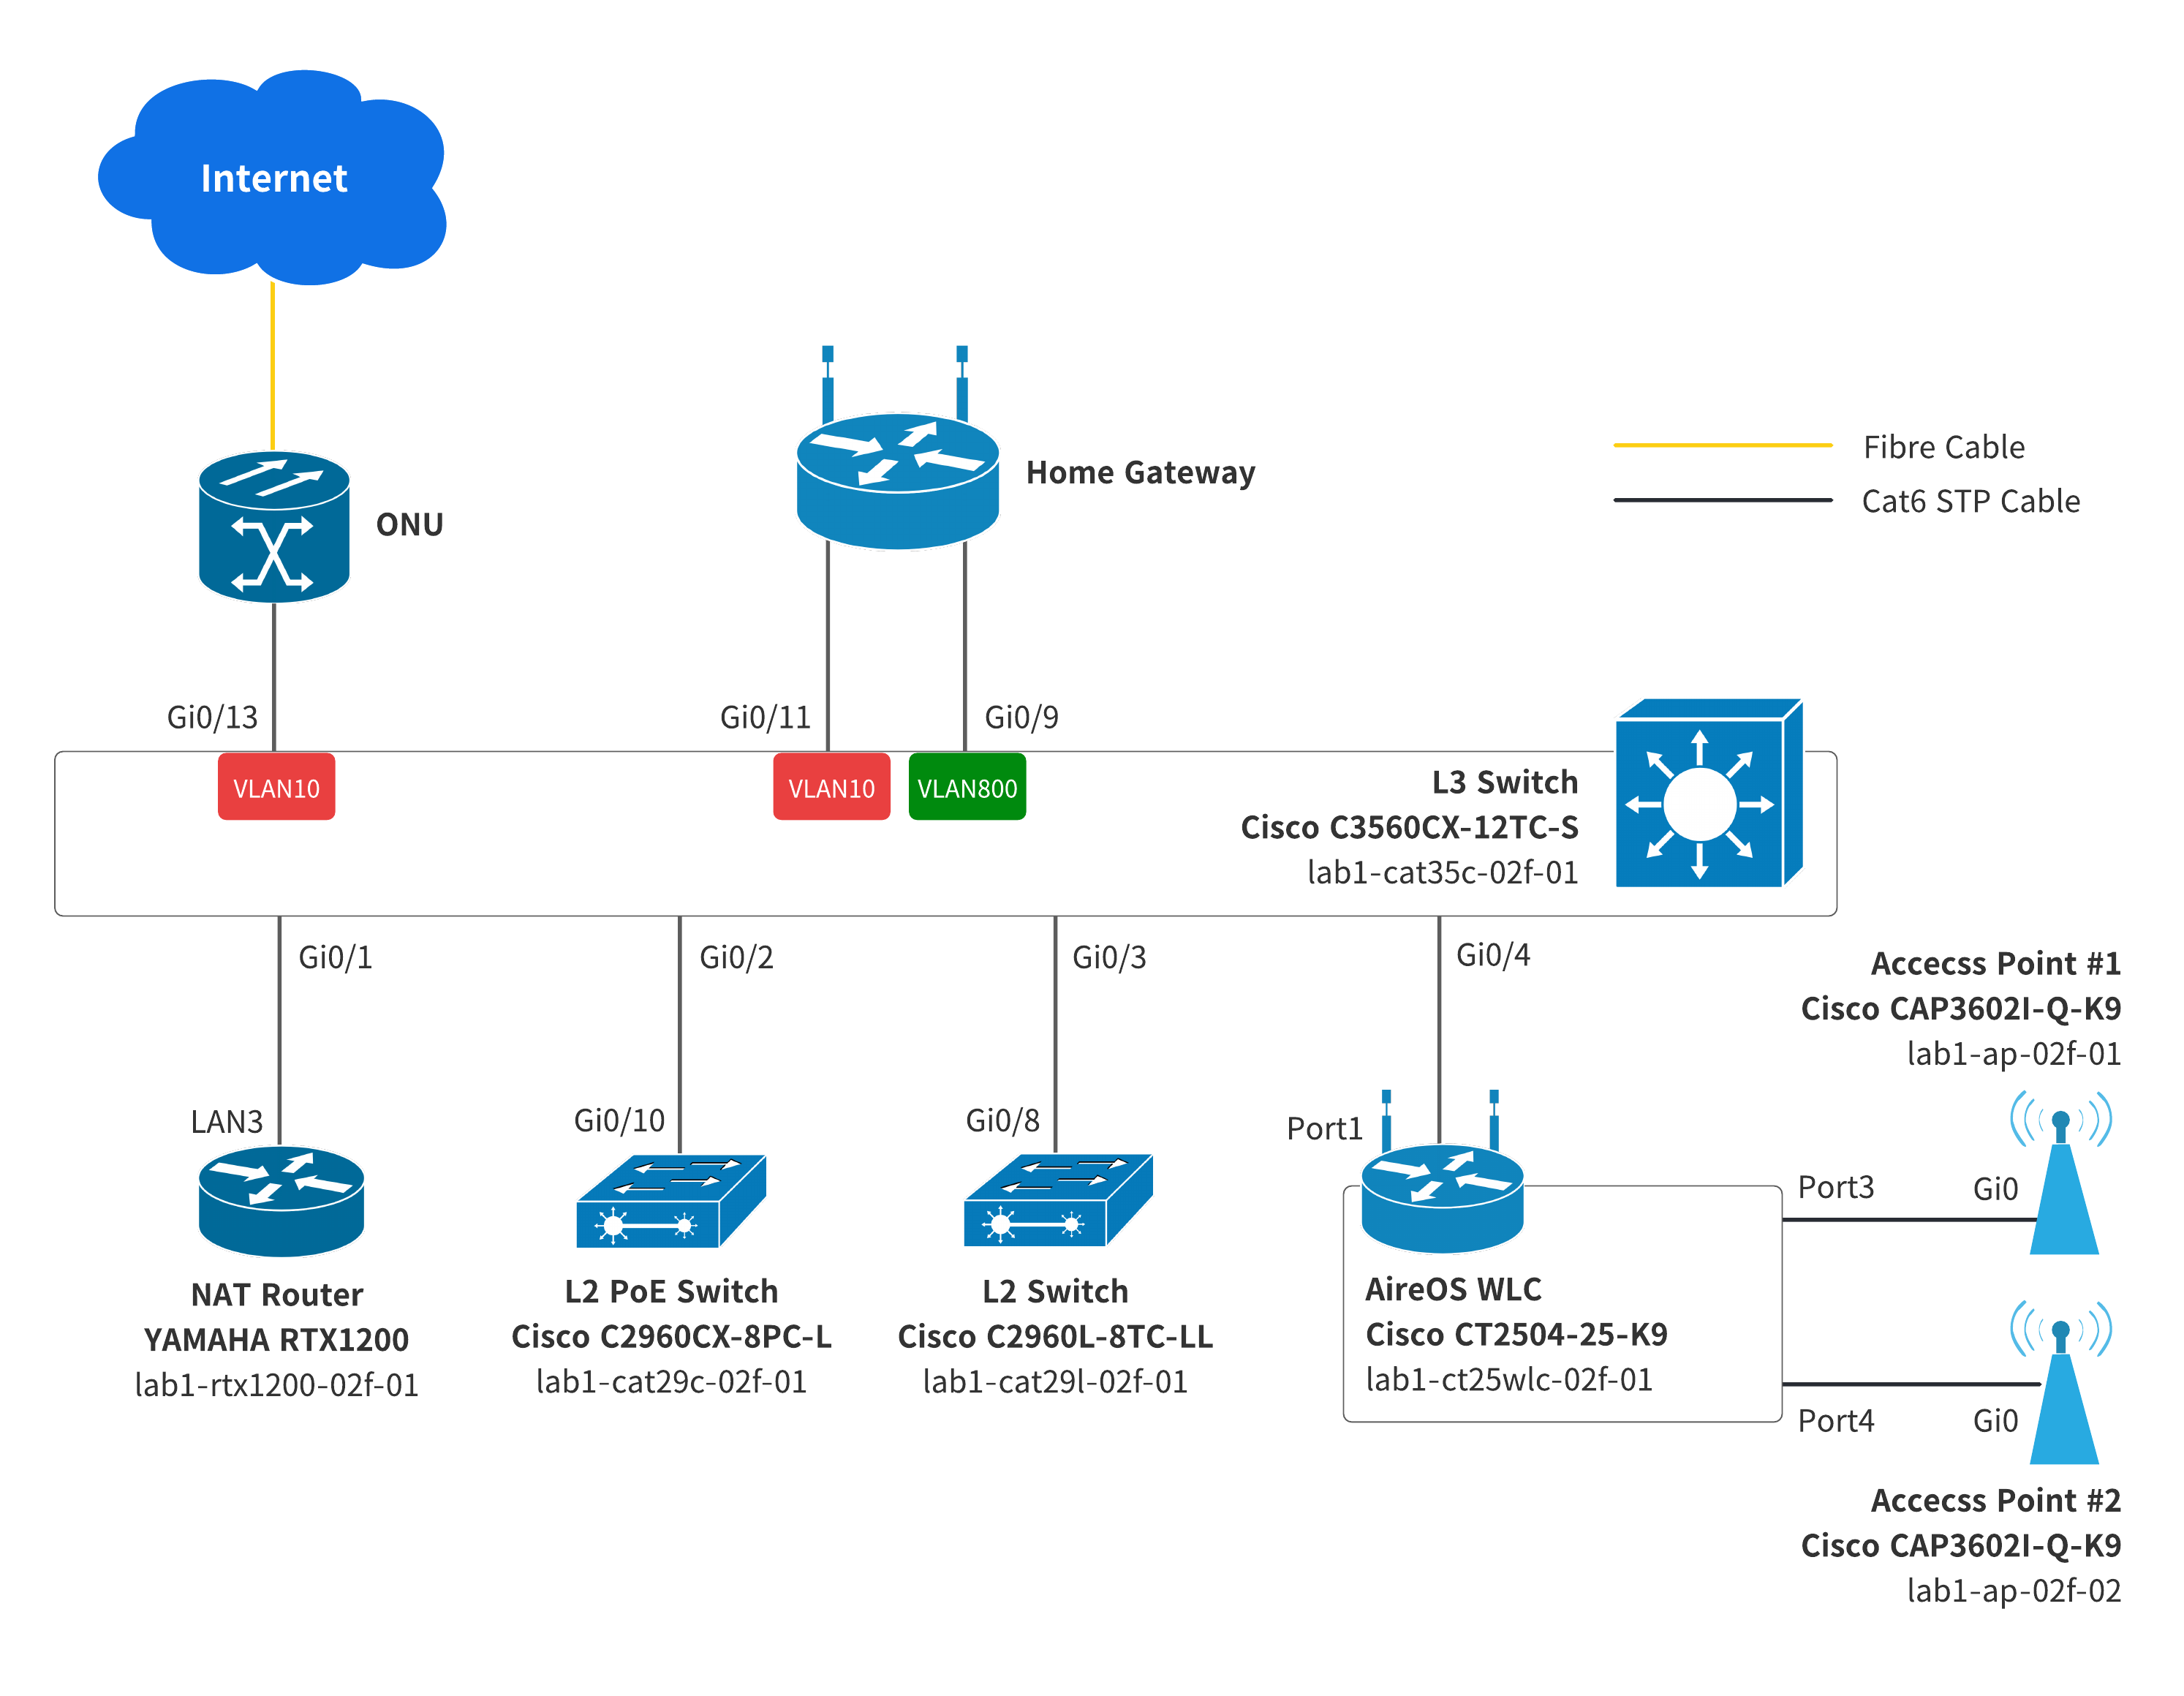 Internet
ONU
Home Gateway
Fibre Cable
Cat6 STP Cable
Gi0/13
Gi0/11
Gi0/9
VLAN10
VLAN10
VLAN800
L3 Switch
Cisco C3560CX-12TC-S
lab1-cat35c-02f-01
Gi0/1
Gi0/2
Gi0/3
Gi0/4
LAN3
Gi0/10
Gi0/8
Port1
NAT Router
YAMAHA RTX1200
lab1-rtx1200-02f-01
L2 PoE Switch
Cisco C2960CX-8PC-L
lab1-cat29c-02f-01
L2 Switch
Cisco C2960L-8TC-LL
lab1-cat29l-02f-01
AireOS WLC
Cisco CT2504-25-K9
lab1-ct25wlc-02f-01
Accecss Point #1
Cisco CAP3602I-Q-K9
lab1-ap-02f-01
Port3
Gi0
Port4
Gi0
Accecss Point #2
Cisco CAP3602I-Q-K9
lab1-ap-02f-02